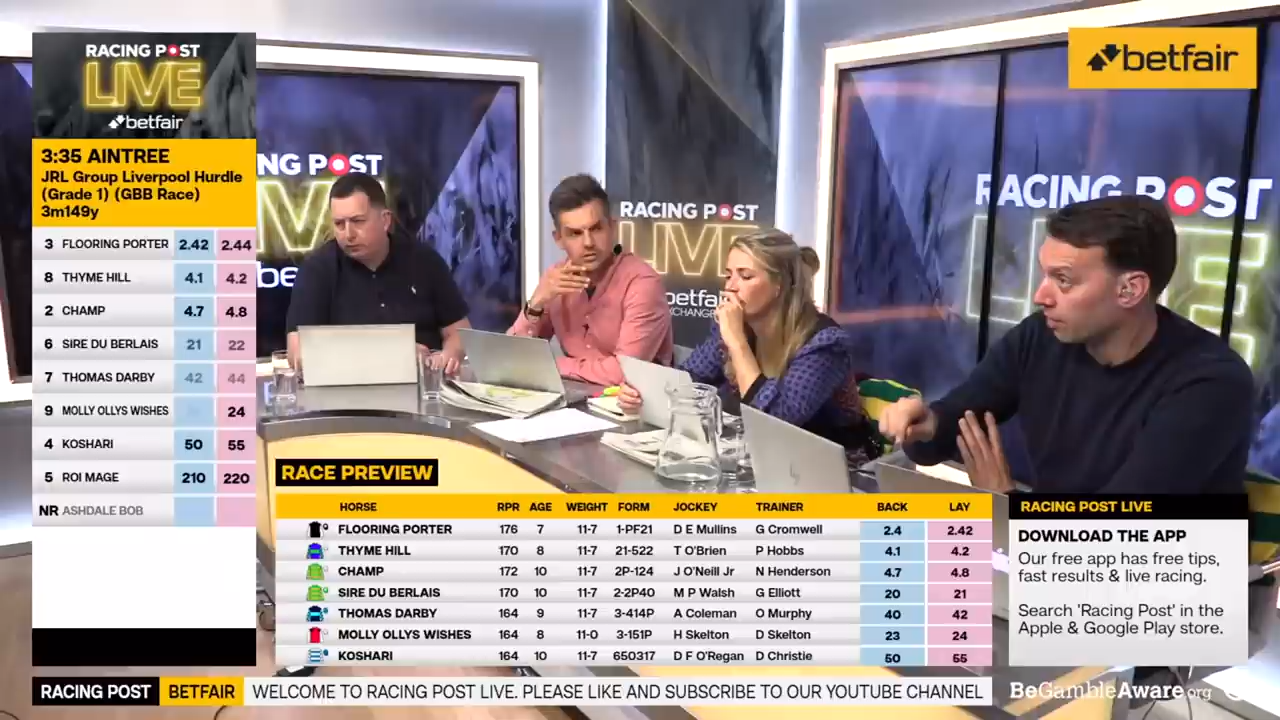 RACING POST
LIVE
betfair
3:35 AINTREE
JRL Group Liverpool Hurdle
(Grade 1) (GBB Race)
3m149y
3 FLOORING PORTER 2.42 2.44
8 THYME HILL 4.1 4.2
2 CHAMP 4.7 4.8
6 SIRE DU BERLAIS 21 22
7 THOMAS DARBY 42 44
9 MOLLY OLLYS WISHES 24
4 KOSHARI 50 55
5 ROI MAGE 210 220
NR ASHDALE BOB
betfair
NG POST
be
RACING POST
LIVE
betfair
XCHANGE
RACING POST
LIVE
RACE PREVIEW
HORSE RPR AGE WEIGHT FORM JOCKEY TRAINER BACK LAY
FLOORING PORTER 176 7 11-7 1-PF21 D E Mullins G Cromwell 2.4 2.42
THYME HILL 170 8 11-7 21-522 T O'Brien P Hobbs 4.1 4.2
CHAMP 172 10 11-7 2P-124 J O'Neill Jr N Henderson 4.7 4.8
SIRE DU BERLAIS 170 10 11-7 2-2P40 M P Walsh G Elliott 20 21
THOMAS DARBY 164 9 11-7 3-414P A Coleman O Murphy 40 42
MOLLY OLLYS WISHES 164 8 11-0 3-151P H Skelton D Skelton 23 24
KOSHARI 164 10 11-7 650317 D F O'Regan D Christie 50 55
RACING POST LIVE
DOWNLOAD THE APP
Our free app has free tips,
fast results & live racing.
Search 'Racing Post' in the
Apple & Google Play store.
RACING POST BETFAIR WELCOME TO RACING POST LIVE. PLEASE LIKE AND SUBSCRIBE TO OUR YOUTUBE CHANNEL
BeGambleAware.org